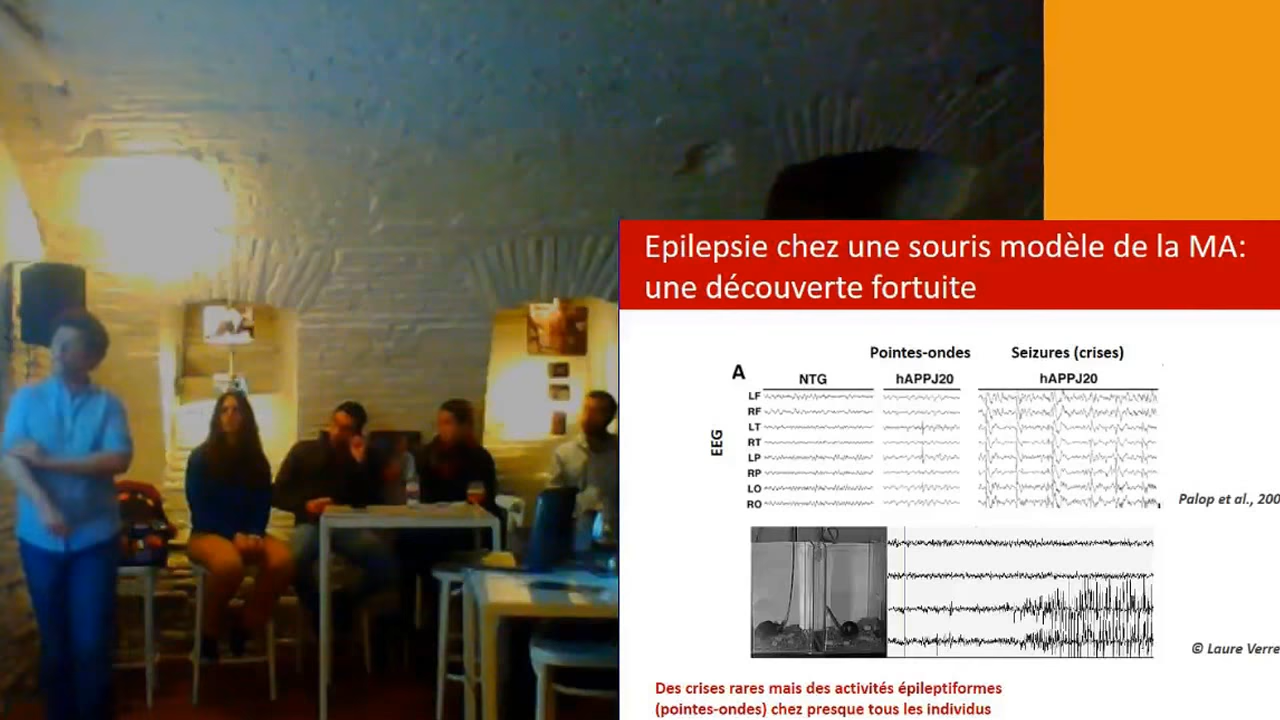 Epilepsie chez une souris modèle de la MA:
une découverte fortuite
Pointes-ondes Seizures (crises)
A
NTG hAPPJ20 hAPPJ20
EEG
LF
RF
LT
RT
LP
RP
LO
RO
Palop et al., 200
© Laure Verre
Des crises rares mais des activités épileptiformes
(pointes-ondes) chez presque tous les individus